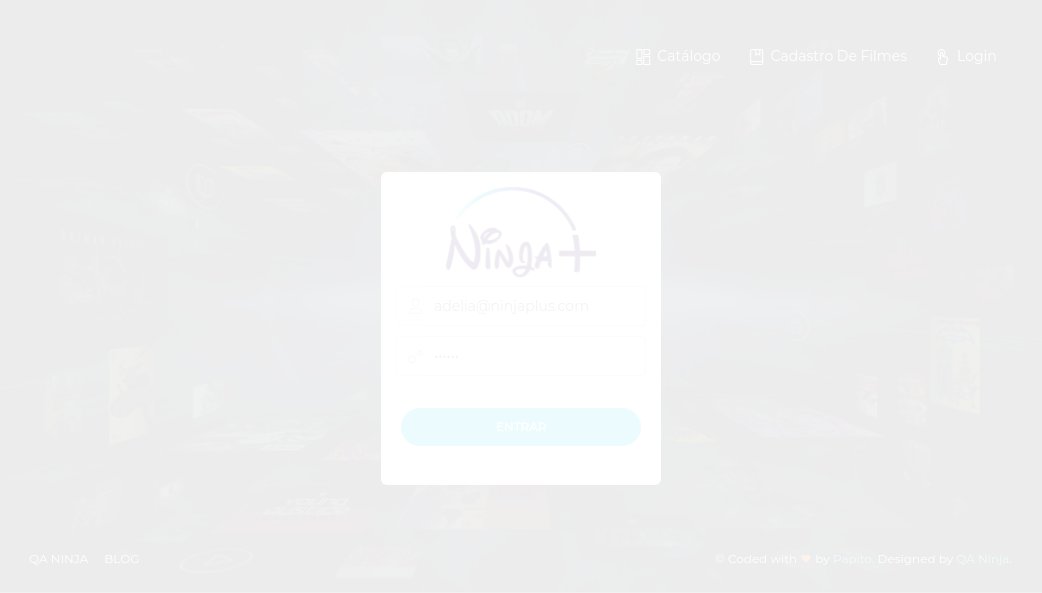 Catálogo
Cadastro De Filmes
Login
Ninja+
adelia@ninjaplus.com
••••••
ENTRAR
QA NINJA
BLOG
© Coded with ❤ by Papito. Designed by QA Ninja.